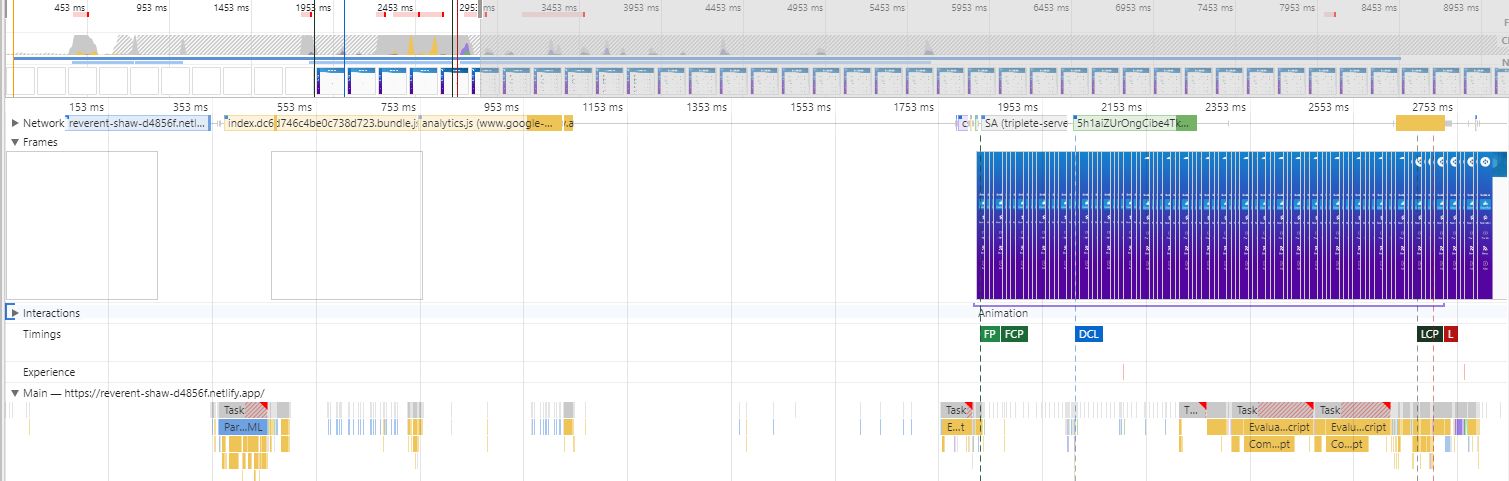 453 ms 953 ms 1453 ms 1953 ms 2453 ms 2953 ms 3453 ms 3953 ms 4453 ms 4953 ms 5453 ms 5953 ms 6453 ms 6953 ms 7453 ms 7953 ms 8453 ms 8953 ms
153 ms 353 ms 553 ms 753 ms 953 ms 1153 ms 1353 ms 1553 ms 1753 ms 1953 ms 2153 ms 2353 ms 2553 ms 2753 ms
Network reverent-shaw-d4856f.netl... index.dc6d746c4be0c738d723.bundle.js analytics.js (www.google-... SA (triplete-serve 5h1aiZUrOngCibe4Tk...
Frames
Interactions Animation
Timings FP FCP DCL LCP L
Experience
Main — https://reverent-shaw-d4856f.netlify.app/
Task Task T... Task Task
Par...ML E...t Evalua...cript Evalu...cript
Com...pt Co...pt